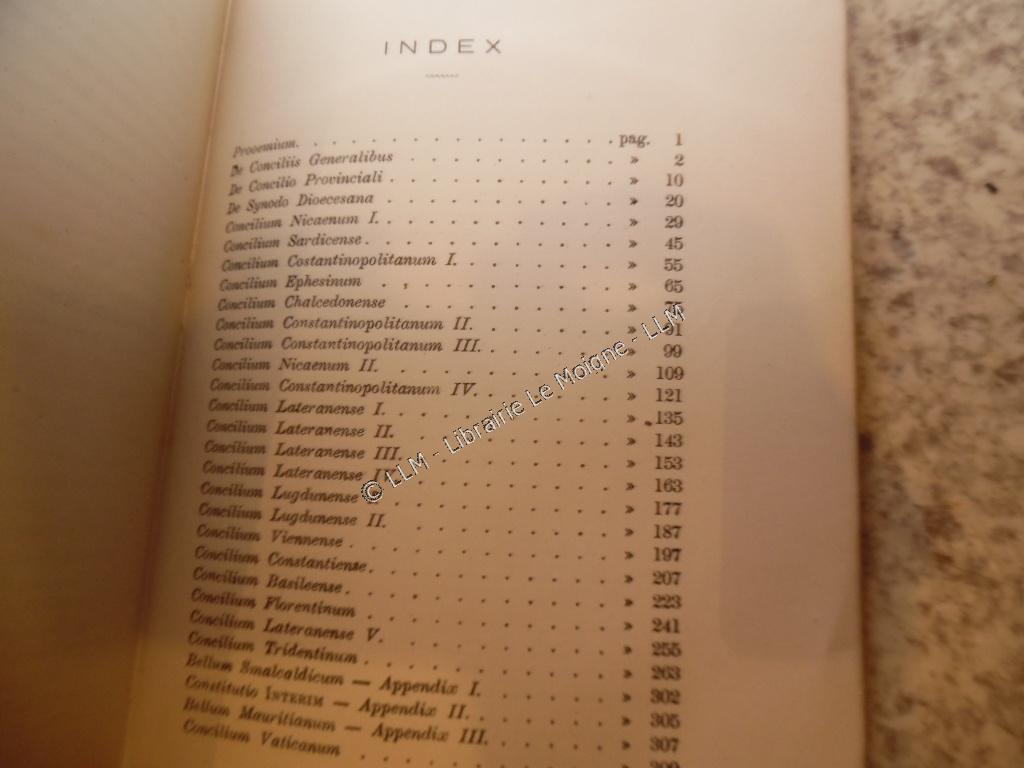 INDEX
Prooemium. . . . . . . . . . . . . . pag. 1
De Conciliis Generalibus . . . . . . . . . . » 2
De Concilio Provinciali . . . . . . . . . . . » 10
De Synodo Dioecesana . . . . . . . . . . . » 20
Concilium Nicaenum I. . . . . . . . . . . . » 29
Concilium Sardicense . . . . . . . . . . . . » 45
Concilium Costantinopolitanum I. . . . . . . . » 55
Concilium Ephesinum . . . . . . . . . . . » 65
Concilium Chalcedonense . . . . . . . . . . » 75
Concilium Constantinopolitanum II. . . . . . . » 91
Concilium Constantinopolitanum III. . . . . . . » 99
Concilium Nicaenum II. . . . . . . . . . . » 109
Concilium Constantinopolitanum IV. . . . . . . » 121
Concilium Lateranense I. . . . . . . . . . . » 135
Concilium Lateranense II. . . . . . . . . . » 143
Concilium Lateranense III. . . . . . . . . . » 153
Concilium Lateranense IV . . . . . . . . . » 163
Concilium Lugdunense . . . . . . . . . . » 177
Concilium Lugdunense II. . . . . . . . . . » 187
Concilium Viennense . . . . . . . . . . . » 197
Concilium Constantiense. . . . . . . . . . . » 207
Concilium Basileense . . . . . . . . . . . . » 223
Concilium Florentinum . . . . . . . . . . . » 241
Concilium Lateranense V. . . . . . . . . . » 255
Concilium Tridentinum . . . . . . . . . . . » 263
Bellum Smalcaldicum — Appendix I. . . . . . . » 302
Constitutio INTERIM — Appendix II. . . . . . . » 305
Bellum Mauritianum — Appendix III. . . . . . . » 307
Concilium Vaticanum . . . . . . . . . . . » 309
© LLM - Librairie Le Moigne - LLM